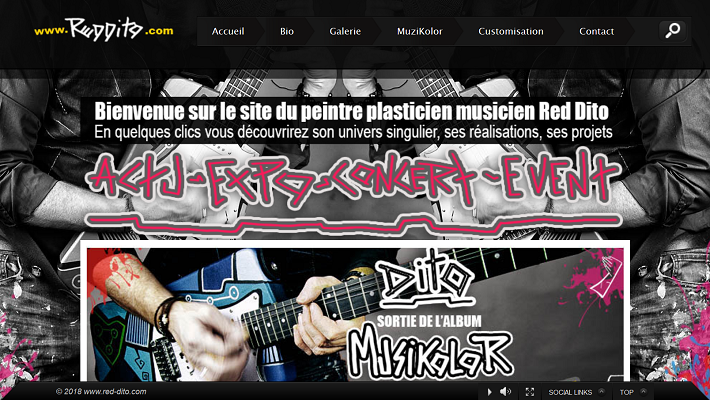 www.RedDito.com
Accueil Bio Galerie MuziKolor Customisation Contact
Bienvenue sur le site du peintre plasticien musicien Red Dito
En quelques clics vous découvrirez son univers singulier, ses réalisations, ses projets
ACTU-EXPO-CONCERT-EVENT
Dito
SORTIE DE L'ALBUM
MUSIKOLOR
© 2018 www.red-dito.com SOCIAL LINKS TOP